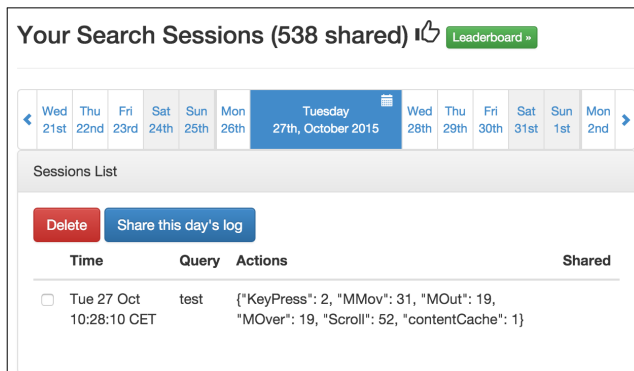 Your Search Sessions (538 shared) Leaderboard »
Wed Thu Fri Sat Sun Mon Tuesday Wed Thu Fri Sat Sun Mon
21st 22nd 23rd 24th 25th 26th 27th, October 2015 28th 29th 30th 31st 1st 2nd
Sessions List
Delete Share this day's log
Time Query Actions Shared
Tue 27 Oct test {"KeyPress": 2, "MMov": 31, "MOut": 19,
10:28:10 CET "MOver": 19, "Scroll": 52, "contentCache": 1}